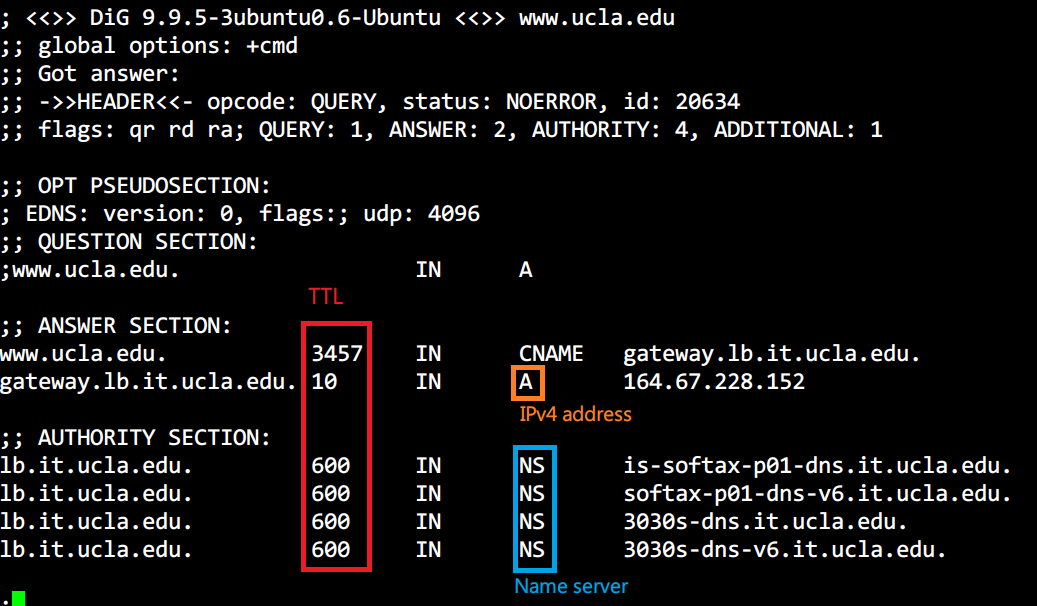 ; <<>> DiG 9.9.5-3ubuntu0.6-Ubuntu <<>> www.ucla.edu
;; global options: +cmd
;; Got answer:
;; ->>HEADER<<- opcode: QUERY, status: NOERROR, id: 20634
;; flags: qr rd ra; QUERY: 1, ANSWER: 2, AUTHORITY: 4, ADDITIONAL: 1
;; OPT PSEUDOSECTION:
; EDNS: version: 0, flags:; udp: 4096
;; QUESTION SECTION:
;www.ucla.edu. IN A
TTL
;; ANSWER SECTION:
www.ucla.edu. 3457 IN CNAME gateway.lb.it.ucla.edu.
gateway.lb.it.ucla.edu. 10 IN A 164.67.228.152
IPv4 address
;; AUTHORITY SECTION:
lb.it.ucla.edu. 600 IN NS is-softax-p01-dns.it.ucla.edu.
lb.it.ucla.edu. 600 IN NS softax-p01-dns-v6.it.ucla.edu.
lb.it.ucla.edu. 600 IN NS 3030s-dns.it.ucla.edu.
lb.it.ucla.edu. 600 IN NS 3030s-dns-v6.it.ucla.edu.
Name server
: